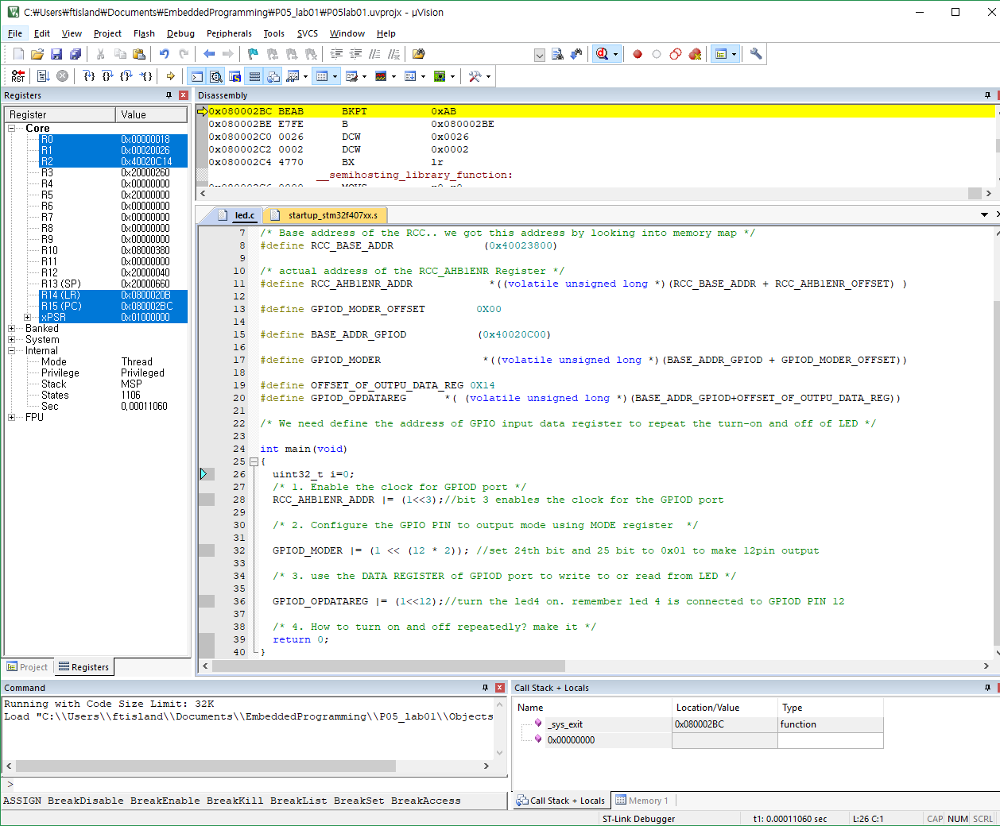 C:₩Users₩ftisland₩Documents₩EmbeddedProgramming₩P05_lab01₩P05lab01.uvprojx - µVision
File Edit View Project Flash Debug Peripherals Tools SVCS Window Help
RST
Registers
Register Value
Core
R0 0x00000018
R1 0x00020026
R2 0x40020C14
R3 0x20000260
R4 0x00000000
R5 0x20000000
R6 0x00000000
R7 0x00000000
R8 0x00000000
R9 0x00000000
R10 0x08000380
R11 0x00000000
R12 0x20000040
R13 (SP) 0x20000660
R14 (LR) 0x0800020B
R15 (PC) 0x080002BC
xPSR 0x01000000
Banked
System
Internal
Mode Thread
Privilege Privileged
Stack MSP
States 1106
Sec 0,00011060
FPU
Project Registers
Disassembly
0x080002BC BEAB BKPT 0xAB
0x080002BE E7FE B 0x080002BE
0x080002C0 0026 DCW 0x0026
0x080002C2 0002 DCW 0x0002
0x080002C4 4770 BX lr
__semihosting_library_function:
led.c startup_stm32f407xx.s
7 /* Base address of the RCC.. we got this address by looking into memory map */
8 #define RCC_BASE_ADDR (0x40023800)
9
10 /* actual address of the RCC_AHB1ENR Register */
11 #define RCC_AHB1ENR_ADDR *((volatile unsigned long *)(RCC_BASE_ADDR + RCC_AHB1ENR_OFFSET) )
12
13 #define GPIOD_MODER_OFFSET 0X00
14
15 #define BASE_ADDR_GPIOD (0x40020C00)
16
17 #define GPIOD_MODER *((volatile unsigned long *)(BASE_ADDR_GPIOD + GPIOD_MODER_OFFSET))
18
19 #define OFFSET_OF_OUTPU_DATA_REG 0X14
20 #define GPIOD_OPDATAREG *( (volatile unsigned long *)(BASE_ADDR_GPIOD+OFFSET_OF_OUTPU_DATA_REG))
21
22 /* We need define the address of GPIO input data register to repeat the turn-on and off of LED */
23
24 int main(void)
25 {
26 uint32_t i=0;
27 /* 1. Enable the clock for GPIOD port */
28 RCC_AHB1ENR_ADDR |= (1<<3);//bit 3 enables the clock for the GPIOD port
29
30 /* 2. Configure the GPIO PIN to output mode using MODE register */
31
32 GPIOD_MODER |= (1 << (12 * 2)); //set 24th bit and 25 bit to 0x01 to make 12pin output
33
34 /* 3. use the DATA REGISTER of GPIOD port to write to or read from LED */
35
36 GPIOD_OPDATAREG |= (1<<12);//turn the led4 on. remember led 4 is connected to GPIOD PIN 12
37
38 /* 4. How to turn on and off repeatedly? make it */
39 return 0;
40 }
Command
Running with Code Size Limit: 32K
Load "C:\\Users\\ftisland\\Documents\\EmbeddedProgramming\\P05_lab01\\Objects
>
ASSIGN BreakDisable BreakEnable BreakKill BreakList BreakSet BreakAccess
Call Stack + Locals
Name Location/Value Type
_sys_exit 0x080002BC function
0x00000000
Call Stack + Locals Memory 1
ST-Link Debugger t1: 0.00011060 sec L:26 C:1 CAP NUM SCRL